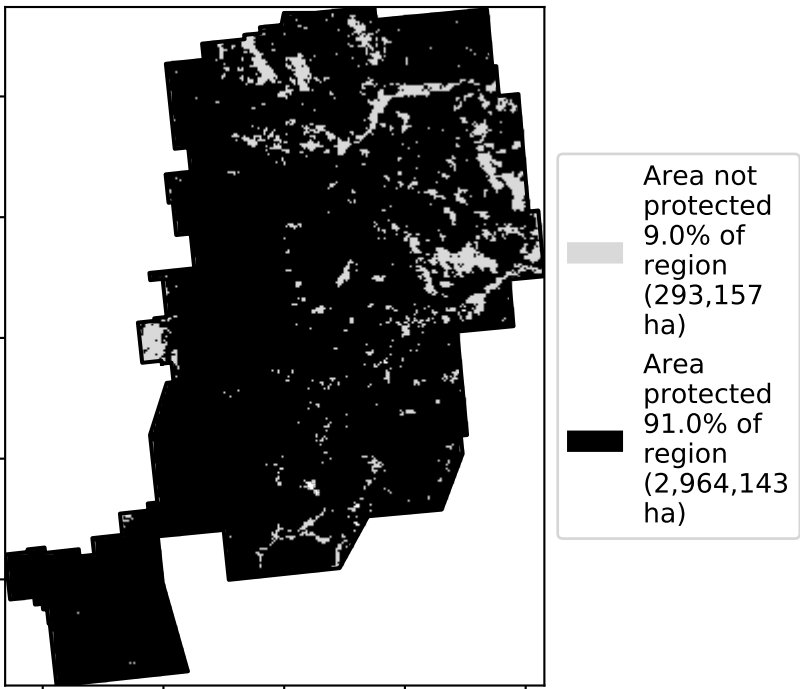 Area not
protected
9.0% of
region
(293,157
ha)
Area
protected
91.0% of
region
(2,964,143
ha)